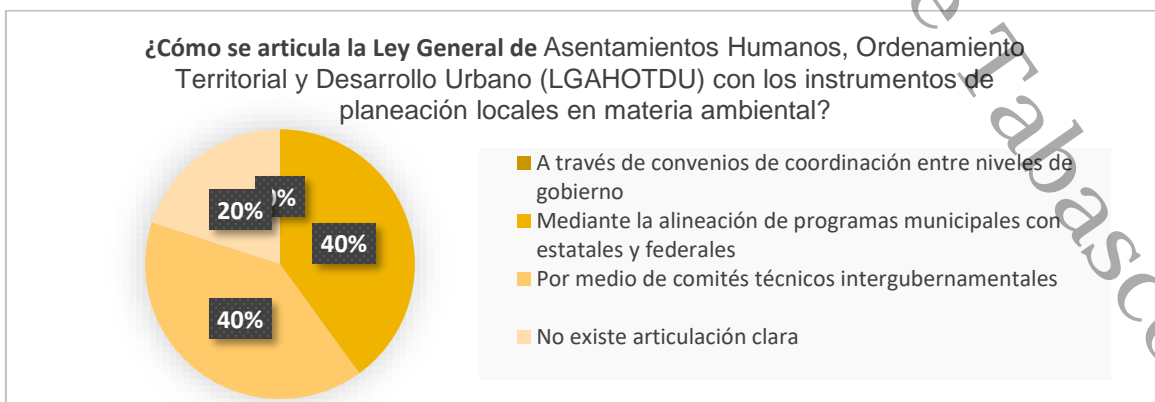 ¿Cómo se articula la Ley General de Asentamientos Humanos, Ordenamiento
Territorial y Desarrollo Urbano (LGAHOTDU) con los instrumentos de
planeación locales en materia ambiental?
A través de convenios de coordinación entre niveles de
gobierno
Mediante la alineación de programas municipales con
estatales y federales
Por medio de comités técnicos intergubernamentales
No existe articulación clara
0%
20%
40%
40%
e Tabasco